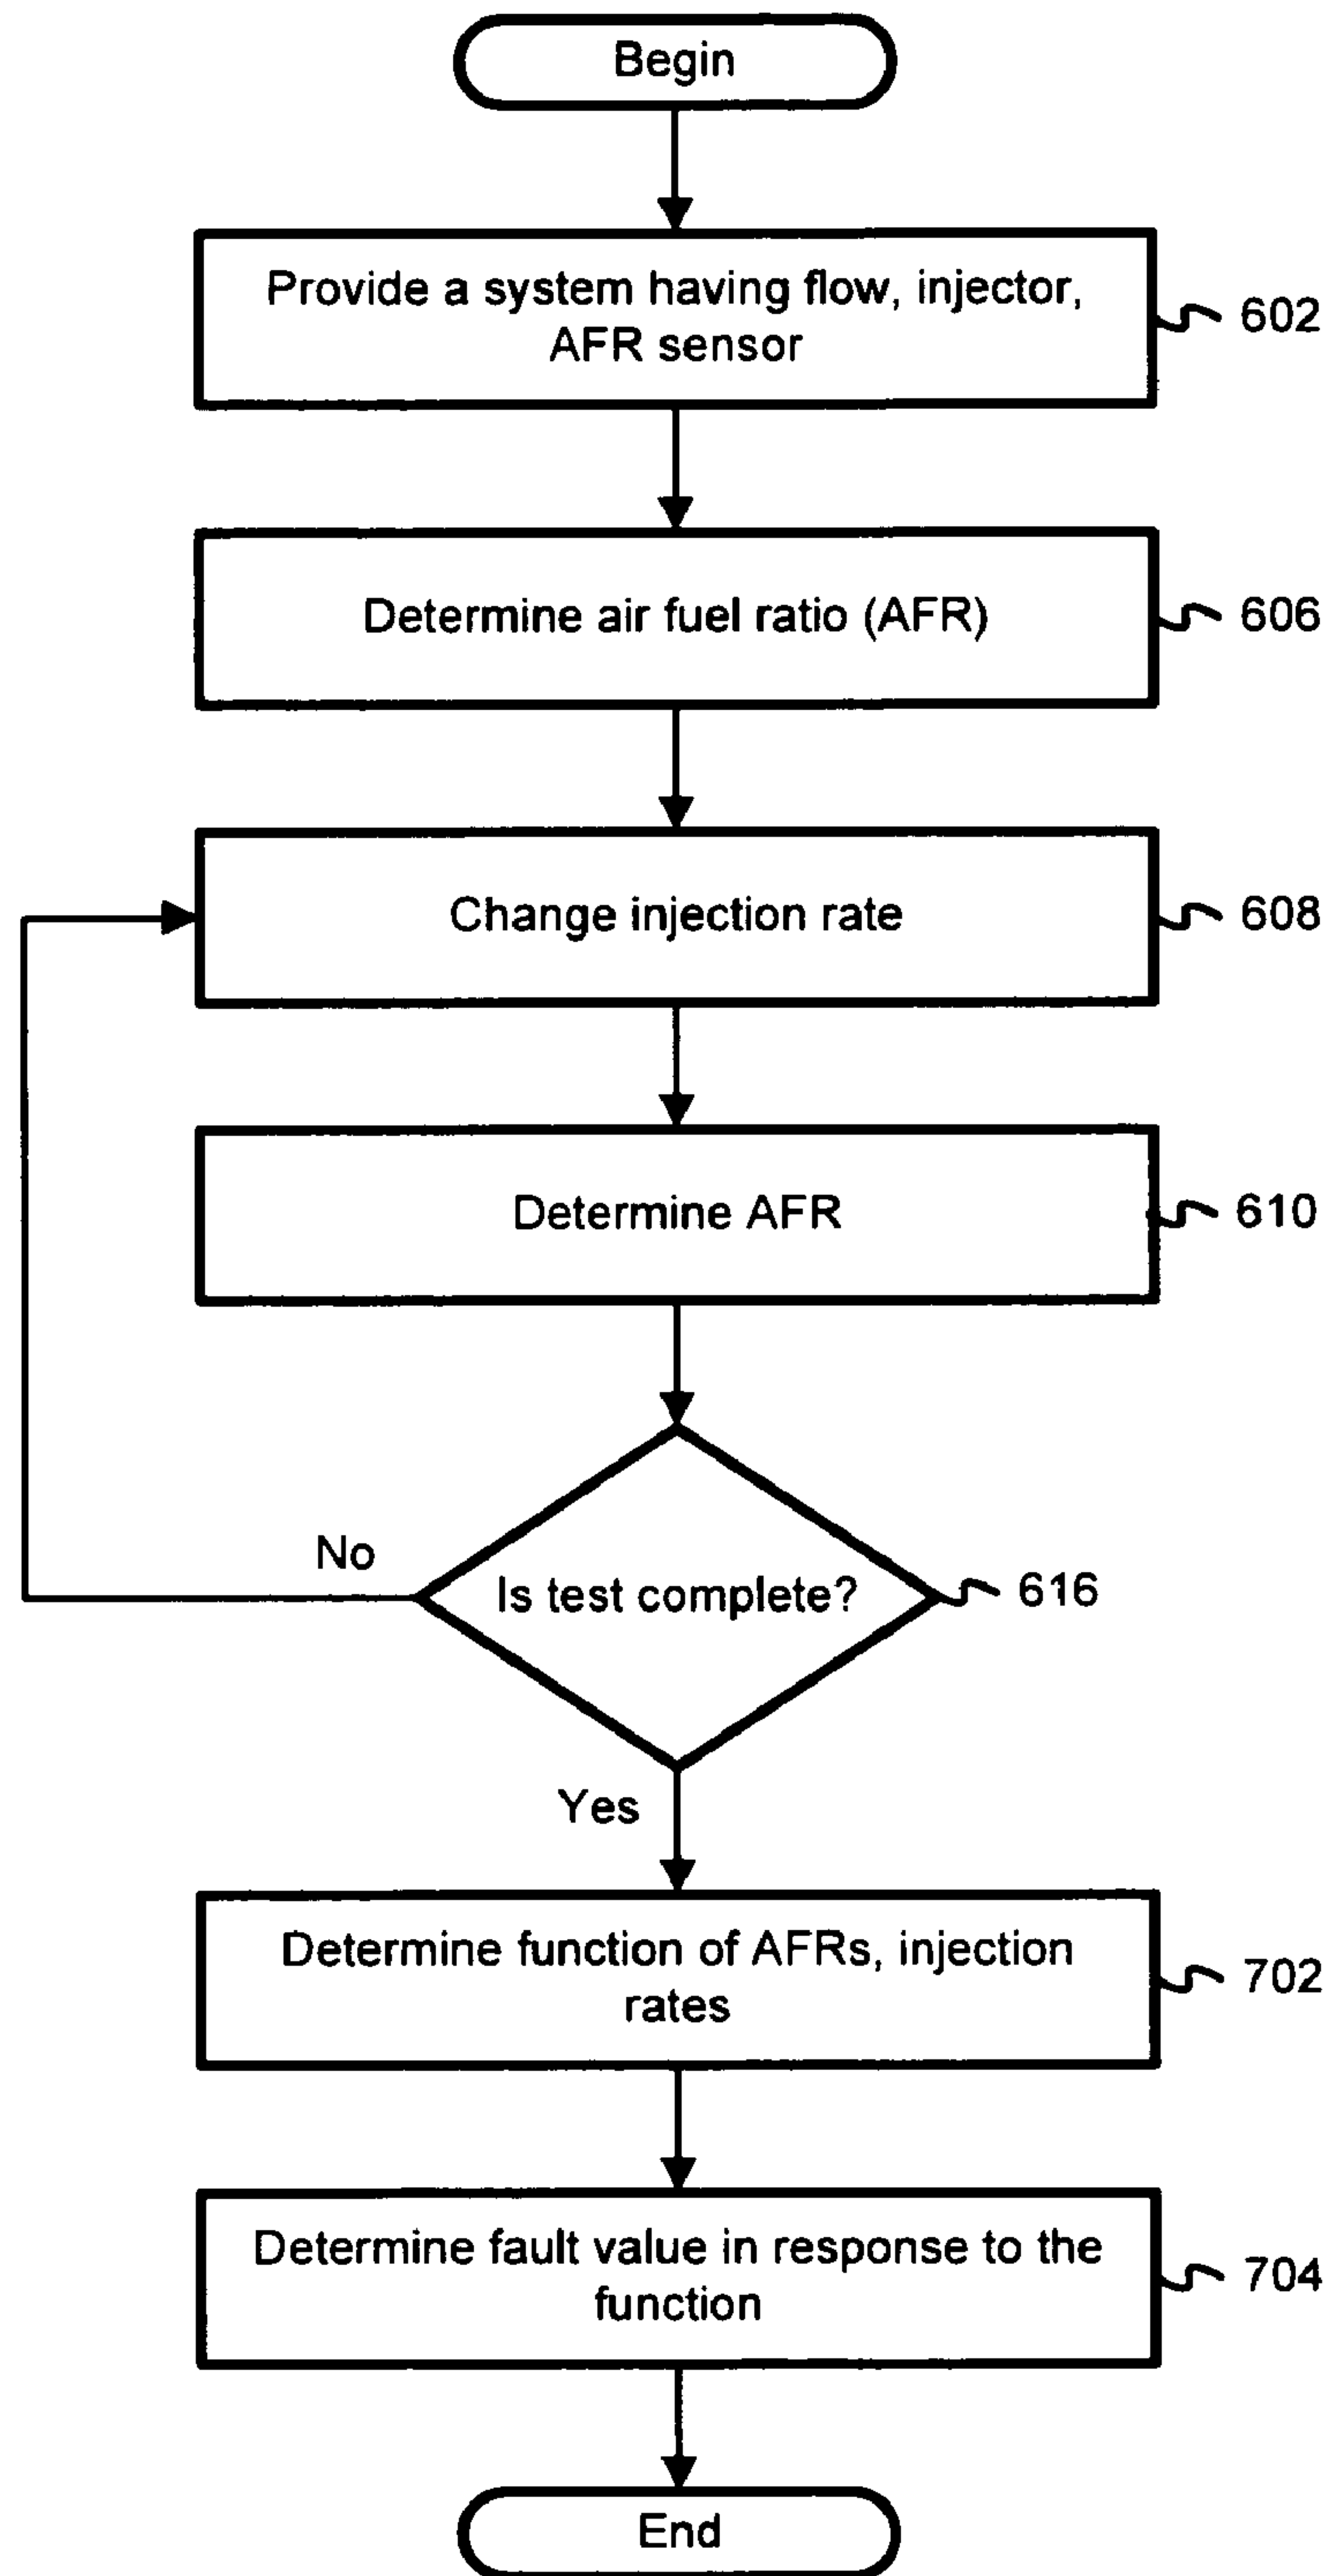 Begin
Provide a system having flow, injector,
AFR sensor
602
Determine air fuel ratio (AFR)
606
Change injection rate
608
Determine AFR
610
No
Is test complete?
616
Yes
Determine function of AFRs, injection
rates
702
Determine fault value in response to the
function
704
End